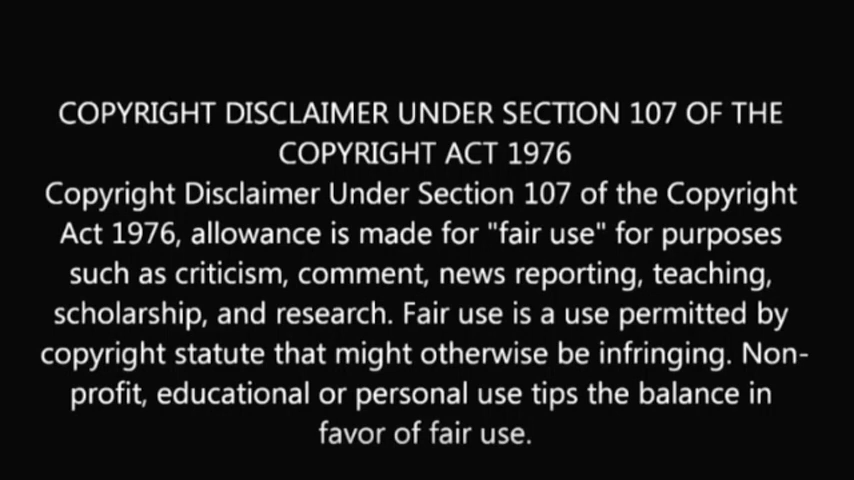 COPYRIGHT DISCLAIMER UNDER SECTION 107 OF THE
COPYRIGHT ACT 1976
Copyright Disclaimer Under Section 107 of the Copyright
Act 1976, allowance is made for "fair use" for purposes
such as criticism, comment, news reporting, teaching,
scholarship, and research. Fair use is a use permitted by
copyright statute that might otherwise be infringing. Non-
profit, educational or personal use tips the balance in
favor of fair use.